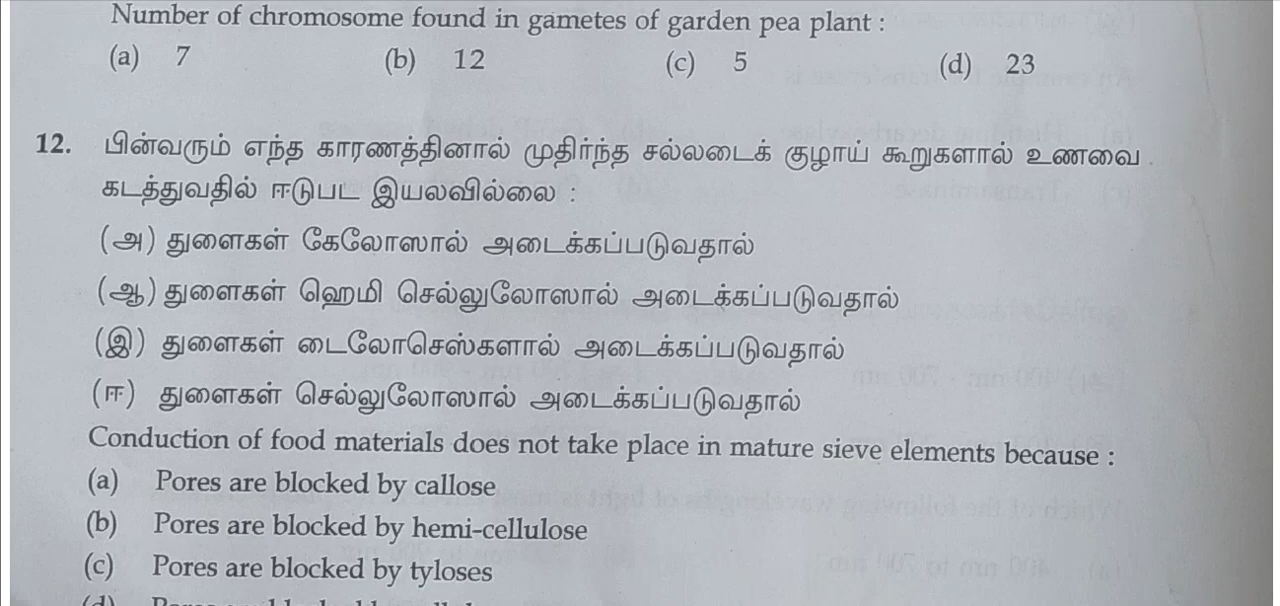 Number of chromosome found in gametes of garden pea plant :
(a) 7 (b) 12 (c) 5 (d) 23
12. பின்வரும் எந்த காரணத்தினால் முதிர்ந்த சல்லடைக் குழாய் கூறுகளால் உணவை
கடத்துவதில் ஈடுபட இயலவில்லை :
(அ) துளைகள் கேலோஸால் அடைக்கப்படுவதால்
(ஆ) துளைகள் ஹெமி செல்லுலோஸால் அடைக்கப்படுவதால்
(இ) துளைகள் டைலோசெஸ்களால் அடைக்கப்படுவதால்
(ஈ) துளைகள் செல்லுலோஸால் அடைக்கப்படுவதால்
Conduction of food materials does not take place in mature sieve elements because :
(a) Pores are blocked by callose
(b) Pores are blocked by hemi-cellulose
(c) Pores are blocked by tyloses